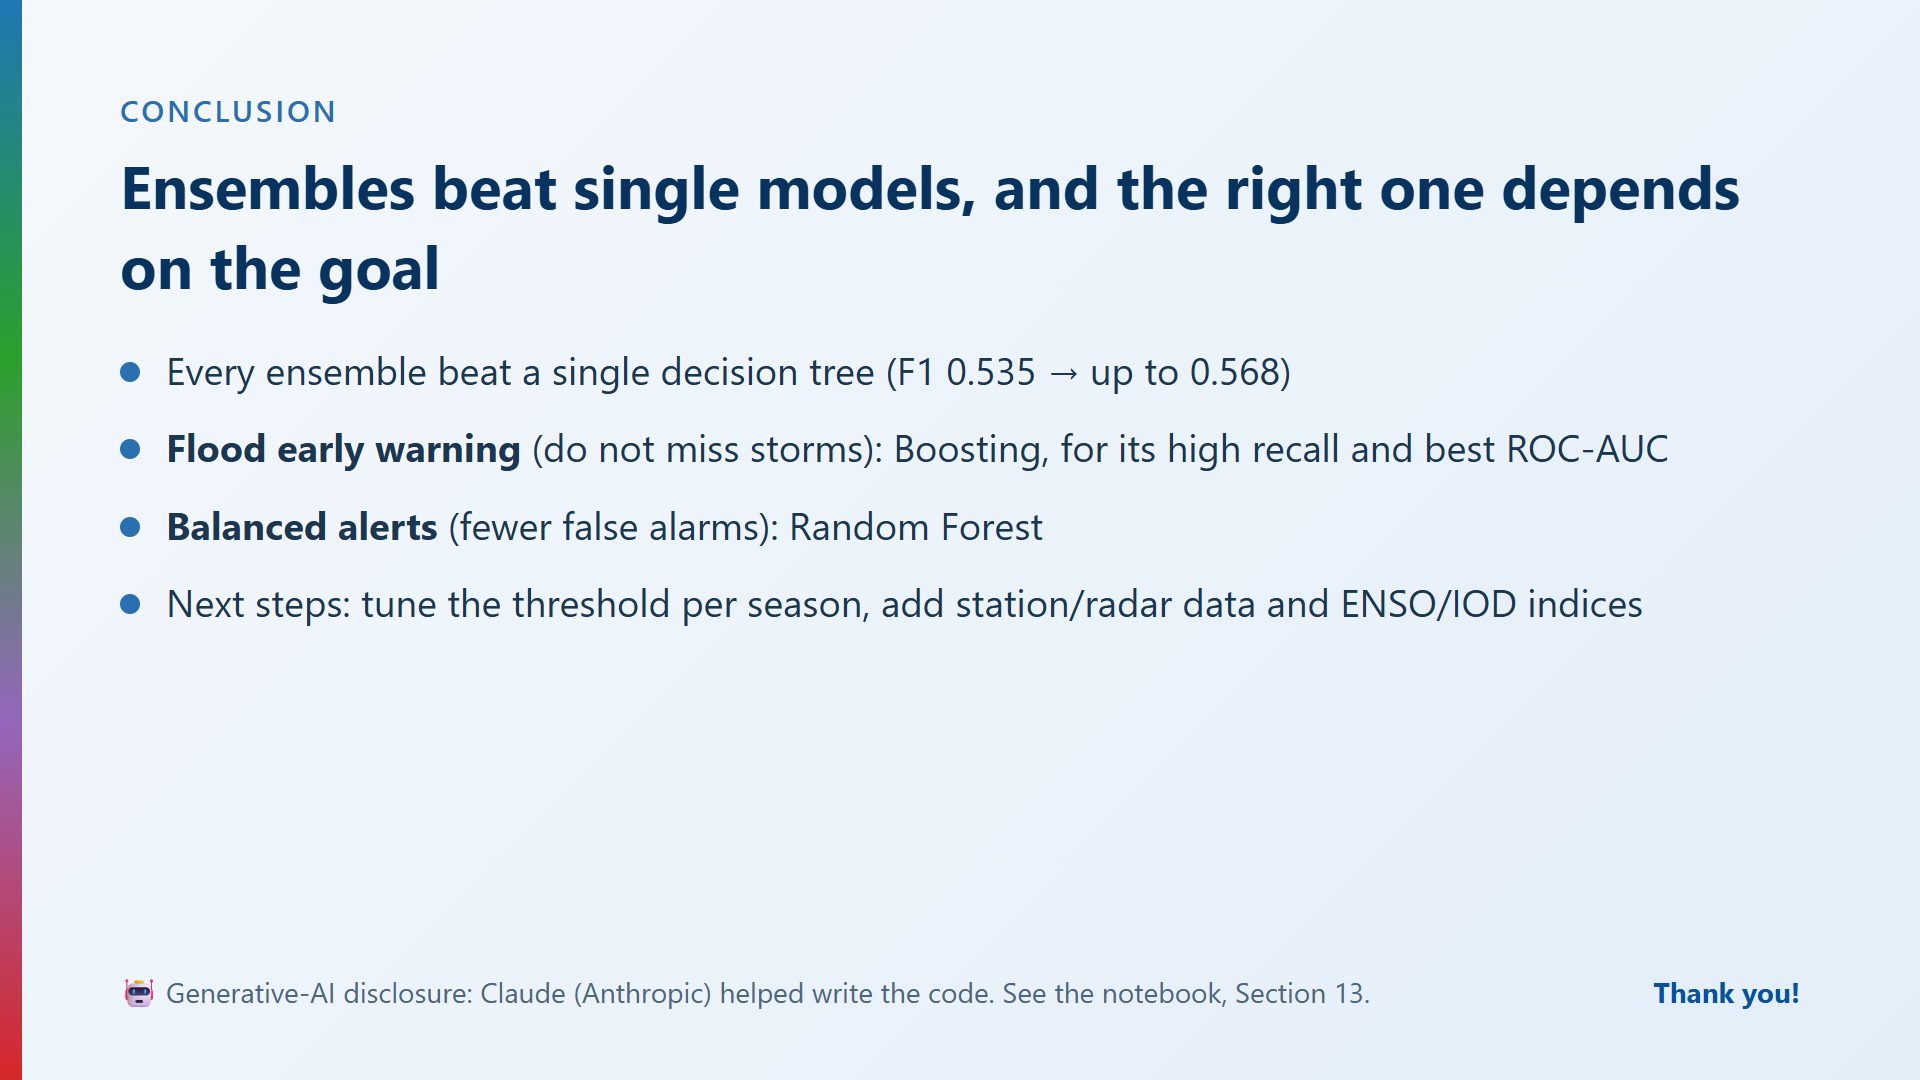 CONCLUSION
Ensembles beat single models, and the right one depends
on the goal
Every ensemble beat a single decision tree (F1 0.535 → up to 0.568)
Flood early warning (do not miss storms): Boosting, for its high recall and best ROC-AUC
Balanced alerts (fewer false alarms): Random Forest
Next steps: tune the threshold per season, add station/radar data and ENSO/IOD indices
Generative-AI disclosure: Claude (Anthropic) helped write the code. See the notebook, Section 13.
Thank you!